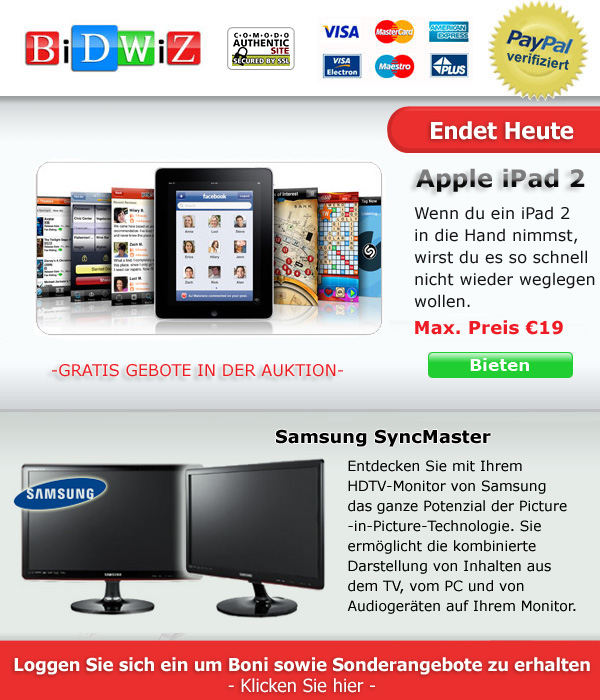 BiDWiZ
COMODO
AUTHENTIC
SITE
SECURED BY SSL
VISA
MasterCard
AMERICAN EXPRESS
VISA
Electron
Maestro
PLUS
PayPal
verifiziert
Endet Heute
Apple iPad 2
Wenn du ein iPad 2
in die Hand nimmst,
wirst du es so schnell
nicht wieder weglegen
wollen.
Max. Preis €19
Bieten
facebook
-GRATIS GEBOTE IN DER AUKTION-
Samsung SyncMaster
SAMSUNG
Entdecken Sie mit Ihrem
HDTV-Monitor von Samsung
das ganze Potenzial der Picture
-in-Picture-Technologie. Sie
ermöglicht die kombinierte
Darstellung von Inhalten aus
dem TV, vom PC und von
Audiogeräten auf Ihrem Monitor.
SAMSUNG
SAMSUNG
Loggen Sie sich ein um Boni sowie Sonderangebote zu erhalten
- Klicken Sie hier -